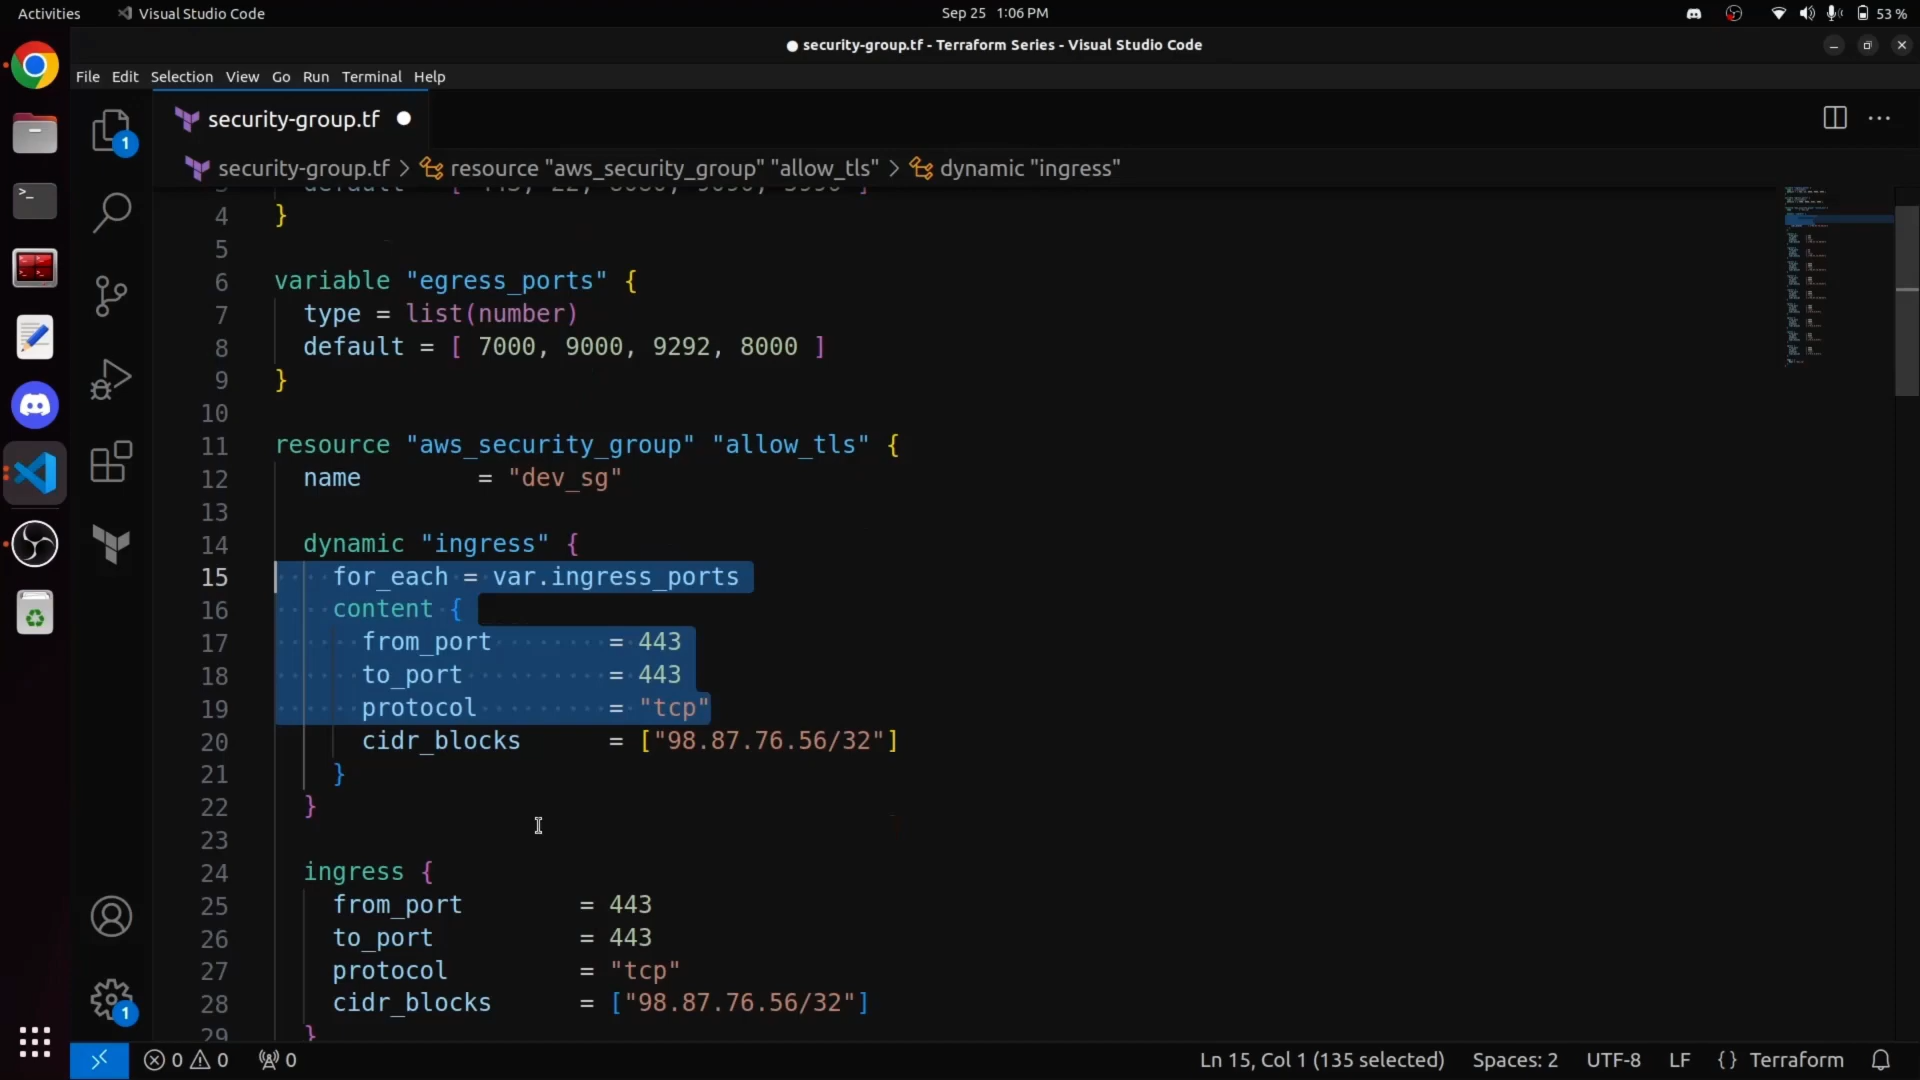 Activities Visual Studio Code Sep 25 1:06 PM 53 %
security-group.tf - Terraform Series - Visual Studio Code
File Edit Selection View Go Run Terminal Help
security-group.tf
1
security-group.tf > resource "aws_security_group" "allow_tls" > dynamic "ingress"
4 }
5
6 variable "egress_ports" {
7 type = list(number)
8 default = [ 7000, 9000, 9292, 8000 ]
9 }
10
11 resource "aws_security_group" "allow_tls" {
12 name = "dev_sg"
13
14 dynamic "ingress" {
15 for_each = var.ingress_ports
16 content {
17 from_port = 443
18 to_port = 443
19 protocol = "tcp"
20 cidr_blocks = ["98.87.76.56/32"]
21 }
22 }
23
24 ingress {
25 from_port = 443
26 to_port = 443
27 protocol = "tcp"
28 cidr_blocks = ["98.87.76.56/32"]
29 }
1
0 0 0 Ln 15, Col 1 (135 selected) Spaces: 2 UTF-8 LF {} Terraform